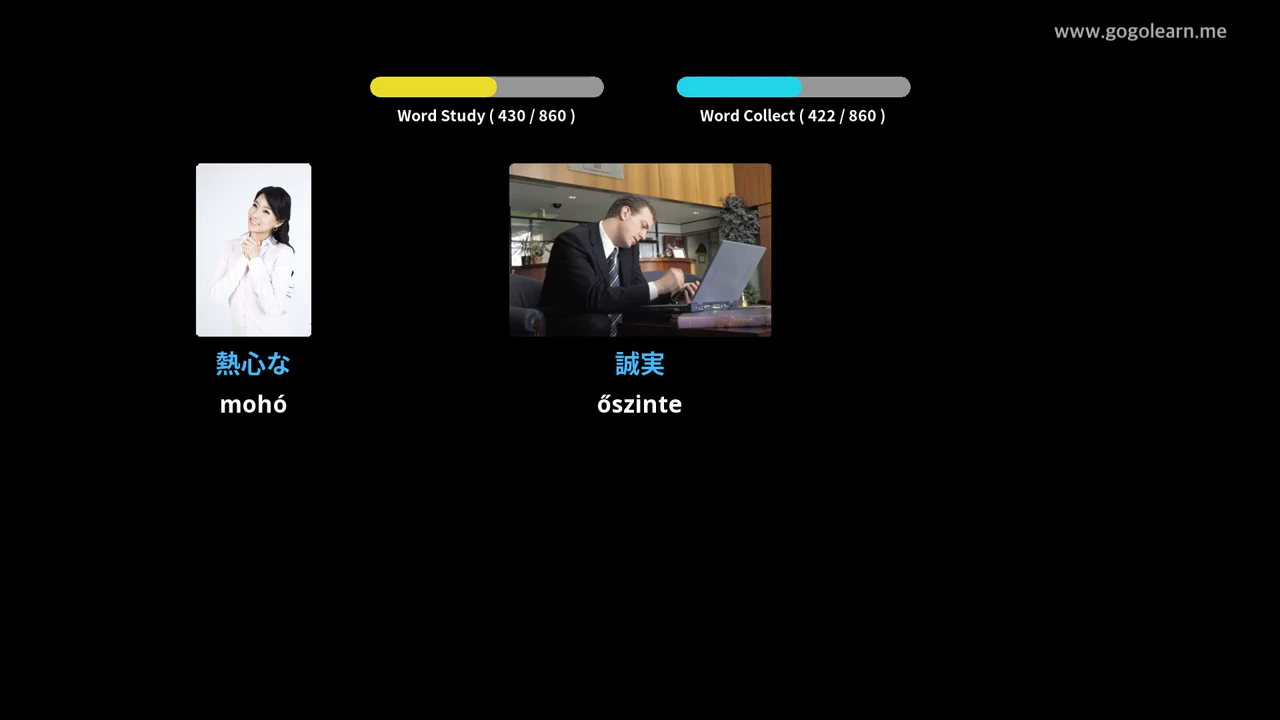 www.gogolearn.me
Word Study ( 430 / 860 )
Word Collect ( 422 / 860 )
熱心な
誠実
mohó
őszinte